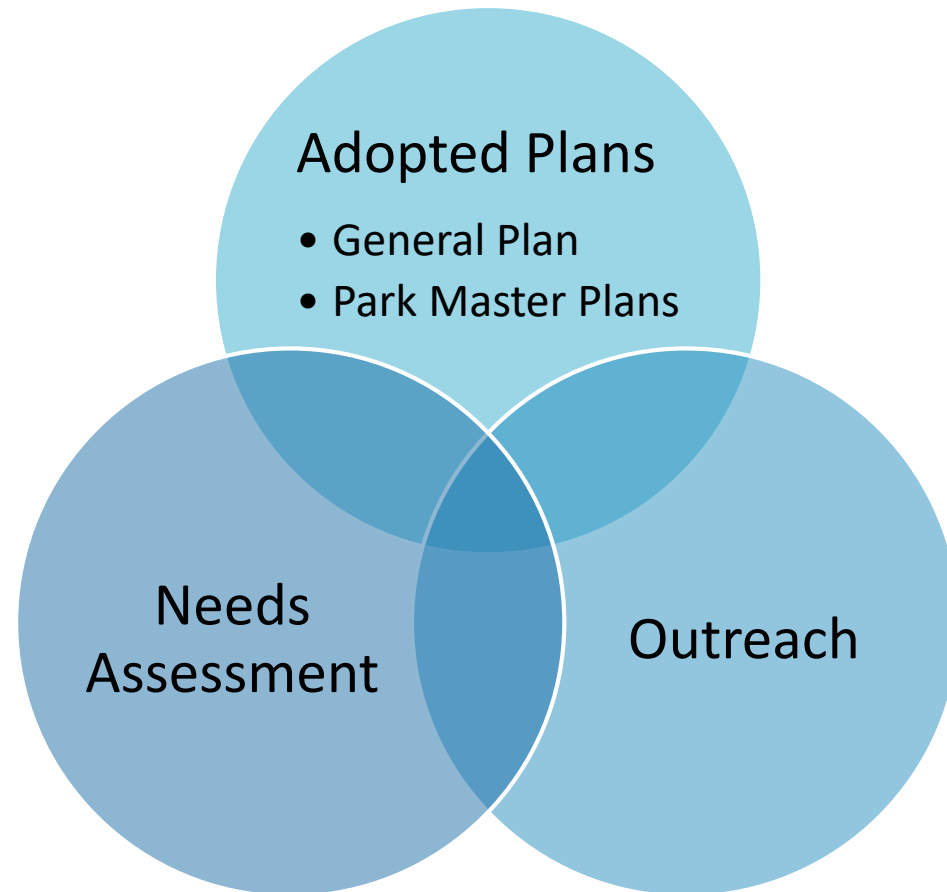 Adopted Plans
• General Plan
• Park Master Plans
Needs
Assessment
Outreach